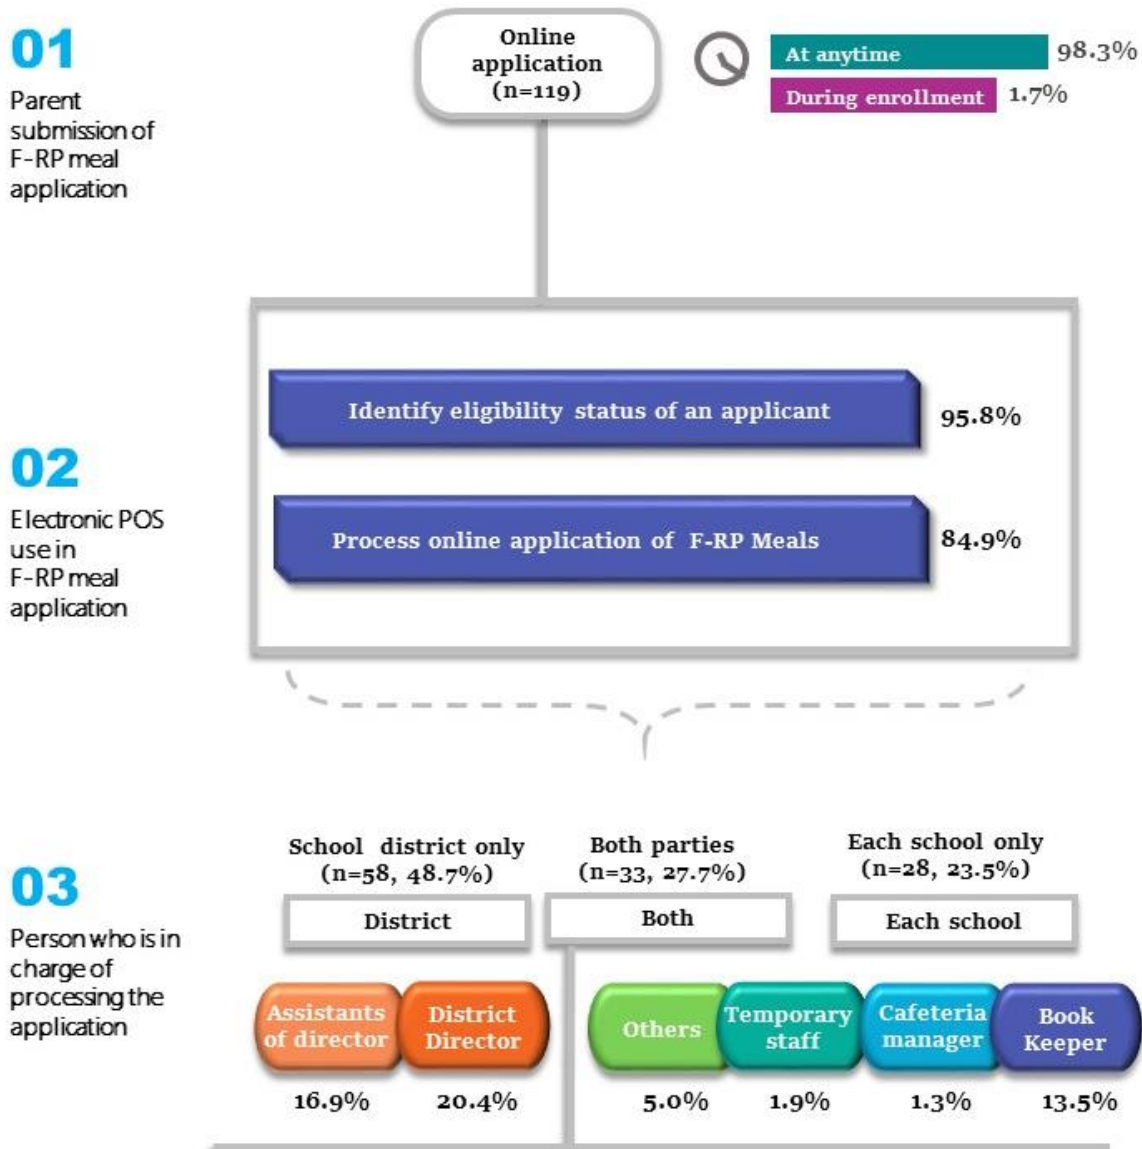 01
Parent
submission of
F-RP meal
application
Online
application
(n=119)
At anytime 98.3%
During enrollment 1.7%
02
Electronic POS
use in
F-RP meal
application
Identify eligibility status of an applicant 95.8%
Process online application of F-RP Meals 84.9%
03
Person who is in
charge of
processing the
application
School district only
(n=58, 48.7%)
District
Both parties
(n=33, 27.7%)
Both
Each school only
(n=28, 23.5%)
Each school
Assistants
of director
16.9%
District
Director
20.4%
Others
5.0%
Temporary
staff
1.9%
Cafeteria
manager
1.3%
Book
Keeper
13.5%